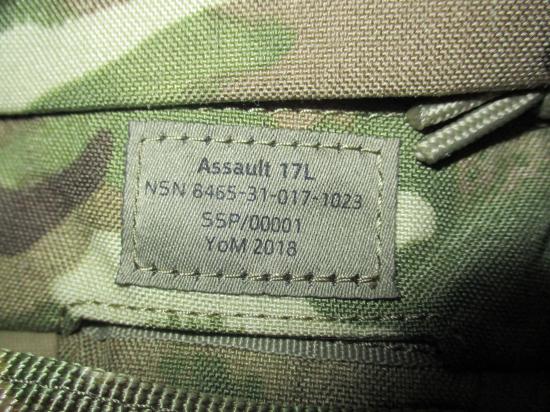 Assault 17L
NSN 8465-31-017-1023
SSP/00001
YoM 2018